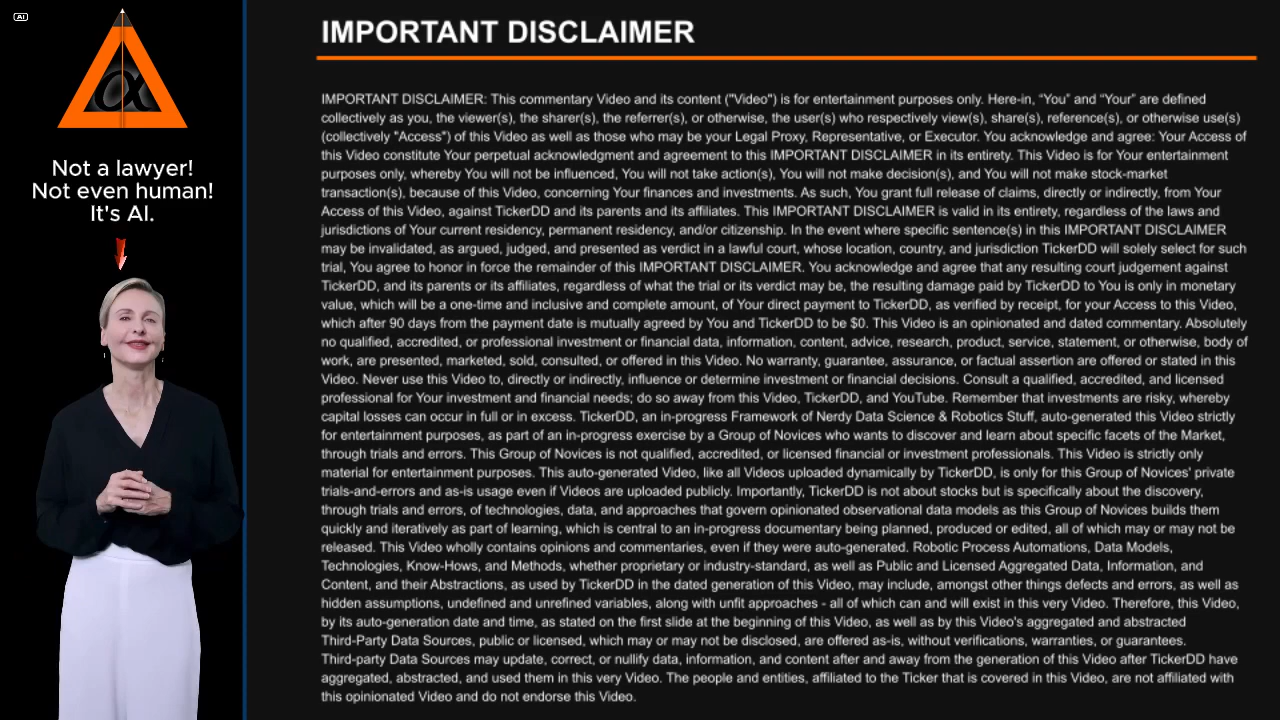 AI
α
Not a lawyer!
Not even human!
It's AI.
IMPORTANT DISCLAIMER
IMPORTANT DISCLAIMER: This commentary Video and its content ("Video") is for entertainment purposes only. Here-in, “You” and “Your” are defined
collectively as you, the viewer(s), the sharer(s), the referrer(s), or otherwise, the user(s) who respectively view(s), share(s), reference(s), or otherwise use(s)
(collectively "Access") of this Video as well as those who may be your Legal Proxy, Representative, or Executor. You acknowledge and agree: Your Access of
this Video constitute Your perpetual acknowledgment and agreement to this IMPORTANT DISCLAIMER in its entirety. This Video is for Your entertainment
purposes only, whereby You will not be influenced, You will not take action(s), You will not make decision(s), and You will not make stock-market
transaction(s), because of this Video, concerning Your finances and investments. As such, You grant full release of claims, directly or indirectly, from Your
Access of this Video, against TickerDD and its parents and its affiliates. This IMPORTANT DISCLAIMER is valid in its entirety, regardless of the laws and
jurisdictions of Your current residency, permanent residency, and/or citizenship. In the event where specific sentence(s) in this IMPORTANT DISCLAIMER
may be invalidated, as argued, judged, and presented as verdict in a lawful court, whose location, country, and jurisdiction TickerDD will solely select for such
trial, You agree to honor in force the remainder of this IMPORTANT DISCLAIMER. You acknowledge and agree that any resulting court judgement against
TickerDD, and its parents or its affiliates, regardless of what the trial or its verdict may be, the resulting damage paid by TickerDD to You is only in monetary
value, which will be a one-time and inclusive and complete amount, of Your direct payment to TickerDD, as verified by receipt, for your Access to this Video,
which after 90 days from the payment date is mutually agreed by You and TickerDD to be $0. This Video is an opinionated and dated commentary. Absolutely
no qualified, accredited, or professional investment or financial data, information, content, advice, research, product, service, statement, or otherwise, body of
work, are presented, marketed, sold, consulted, or offered in this Video. No warranty, guarantee, assurance, or factual assertion are offered or stated in this
Video. Never use this Video to, directly or indirectly, influence or determine investment or financial decisions. Consult a qualified, accredited, and licensed
professional for Your investment and financial needs; do so away from this Video, TickerDD, and YouTube. Remember that investments are risky, whereby
capital losses can occur in full or in excess. TickerDD, an in-progress Framework of Nerdy Data Science & Robotics Stuff, auto-generated this Video strictly
for entertainment purposes, as part of an in-progress exercise by a Group of Novices who wants to discover and learn about specific facets of the Market,
through trials and errors. This Group of Novices is not qualified, accredited, or licensed financial or investment professionals. This Video is strictly only
material for entertainment purposes. This auto-generated Video, like all Videos uploaded dynamically by TickerDD, is only for this Group of Novices' private
trials-and-errors and as-is usage even if Videos are uploaded publicly. Importantly, TickerDD is not about stocks but is specifically about the discovery,
through trials and errors, of technologies, data, and approaches that govern opinionated observational data models as this Group of Novices builds them
quickly and iteratively as part of learning, which is central to an in-progress documentary being planned, produced or edited, all of which may or may not be
released. This Video wholly contains opinions and commentaries, even if they were auto-generated. Robotic Process Automations, Data Models,
Technologies, Know-Hows, and Methods, whether proprietary or industry-standard, as well as Public and Licensed Aggregated Data, Information, and
Content, and their Abstractions, as used by TickerDD in the dated generation of this Video, may include, amongst other things defects and errors, as well as
hidden assumptions, undefined and unrefined variables, along with unfit approaches - all of which can and will exist in this very Video. Therefore, this Video,
by its auto-generation date and time, as stated on the first slide at the beginning of this Video, as well as by this Video's aggregated and abstracted
Third-Party Data Sources, public or licensed, which may or may not be disclosed, are offered as-is, without verifications, warranties, or guarantees.
Third-party Data Sources may update, correct, or nullify data, information, and content after and away from the generation of this Video after TickerDD have
aggregated, abstracted, and used them in this very Video. The people and entities, affiliated to the Ticker that is covered in this Video, are not affiliated with
this opinionated Video and do not endorse this Video.